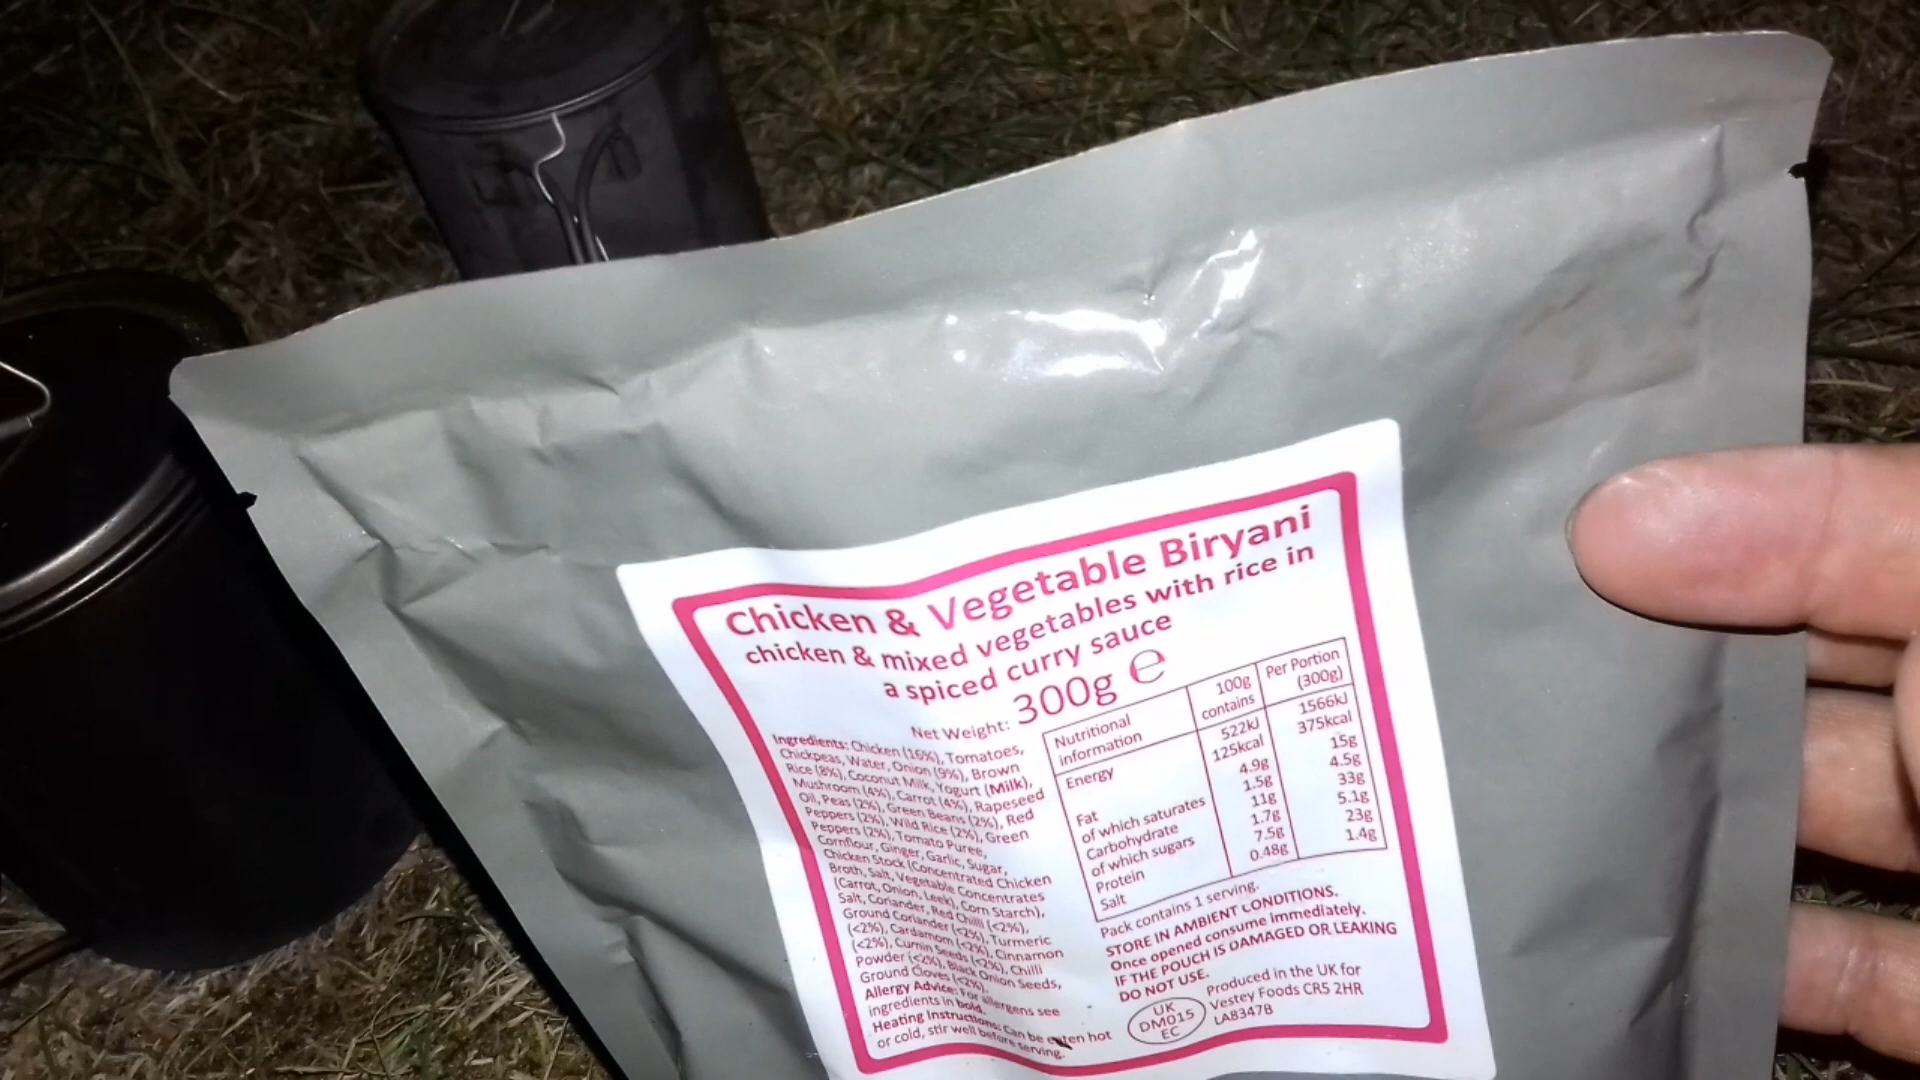 Chicken & Vegetable Biryani
chicken & mixed vegetables with rice in
a spiced curry sauce
Net Weight: 300g ℮
Ingredients: Chicken (16%), Tomatoes,
Chickpeas, Water, Onion (9%), Brown
Rice (8%), Coconut Milk, Yogurt (Milk),
Mushroom (4%), Carrot (4%), Rapeseed
Oil, Peas (2%), Green Beans (2%), Red
Peppers (2%), Wild Rice (2%), Green
Peppers (2%), Tomato Puree,
Cornflour, Ginger, Garlic, Sugar,
Chicken Stock (Concentrated Chicken
Broth, Salt, Vegetable Concentrates
(Carrot, Onion, Leek), Corn Starch),
Salt, Coriander, Red Chilli (<2%),
Ground Coriander (<2%), Turmeric
(<2%), Cardamom (<2%), Cinnamon
Powder (<2%), Cumin Seeds (<2%), Chilli
Powder (<2%), Black Onion Seeds,
Ground Cloves (<2%).
Allergy Advice: For allergens see
ingredients in bold.
Heating Instructions: Can be eaten hot
or cold, stir well before serving.
Nutritional information 100g contains Per Portion (300g)
Energy 522kJ 1566kJ
125kcal 375kcal
Fat 4.9g 15g
of which saturates 1.5g 4.5g
Carbohydrate 11g 33g
of which sugars 1.7g 5.1g
Protein 7.5g 23g
Salt 0.48g 1.4g
Pack contains 1 serving.
STORE IN AMBIENT CONDITIONS.
Once opened consume immediately.
IF THE POUCH IS DAMAGED OR LEAKING
DO NOT USE.
UK
DM015
EC
Produced in the UK for
Vestey Foods CR5 2HR
LA8347B